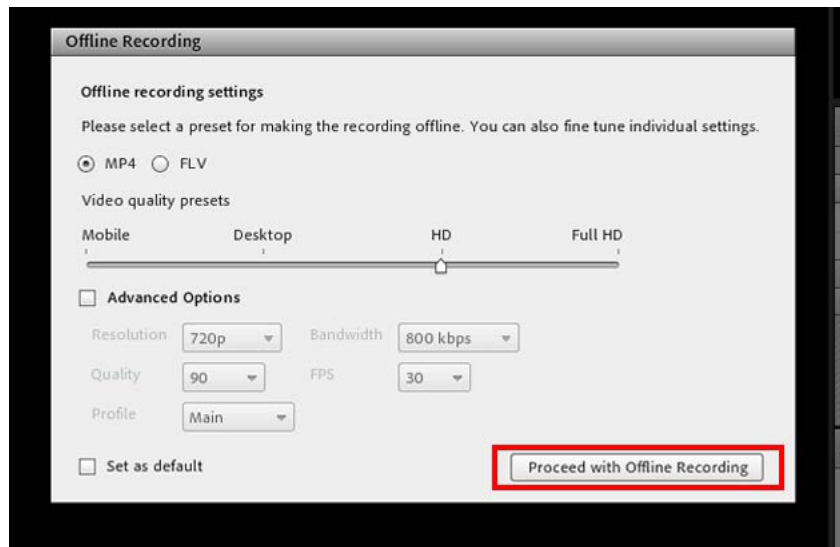 Offline Recording
Offline recording settings
Please select a preset for making the recording offline. You can also fine tune individual settings.
MP4 FLV
Video quality presets
Mobile Desktop HD Full HD
Advanced Options
Resolution 720p Bandwidth 800 kbps
Quality 90 FPS 30
Profile Main
Set as default Proceed with Offline Recording